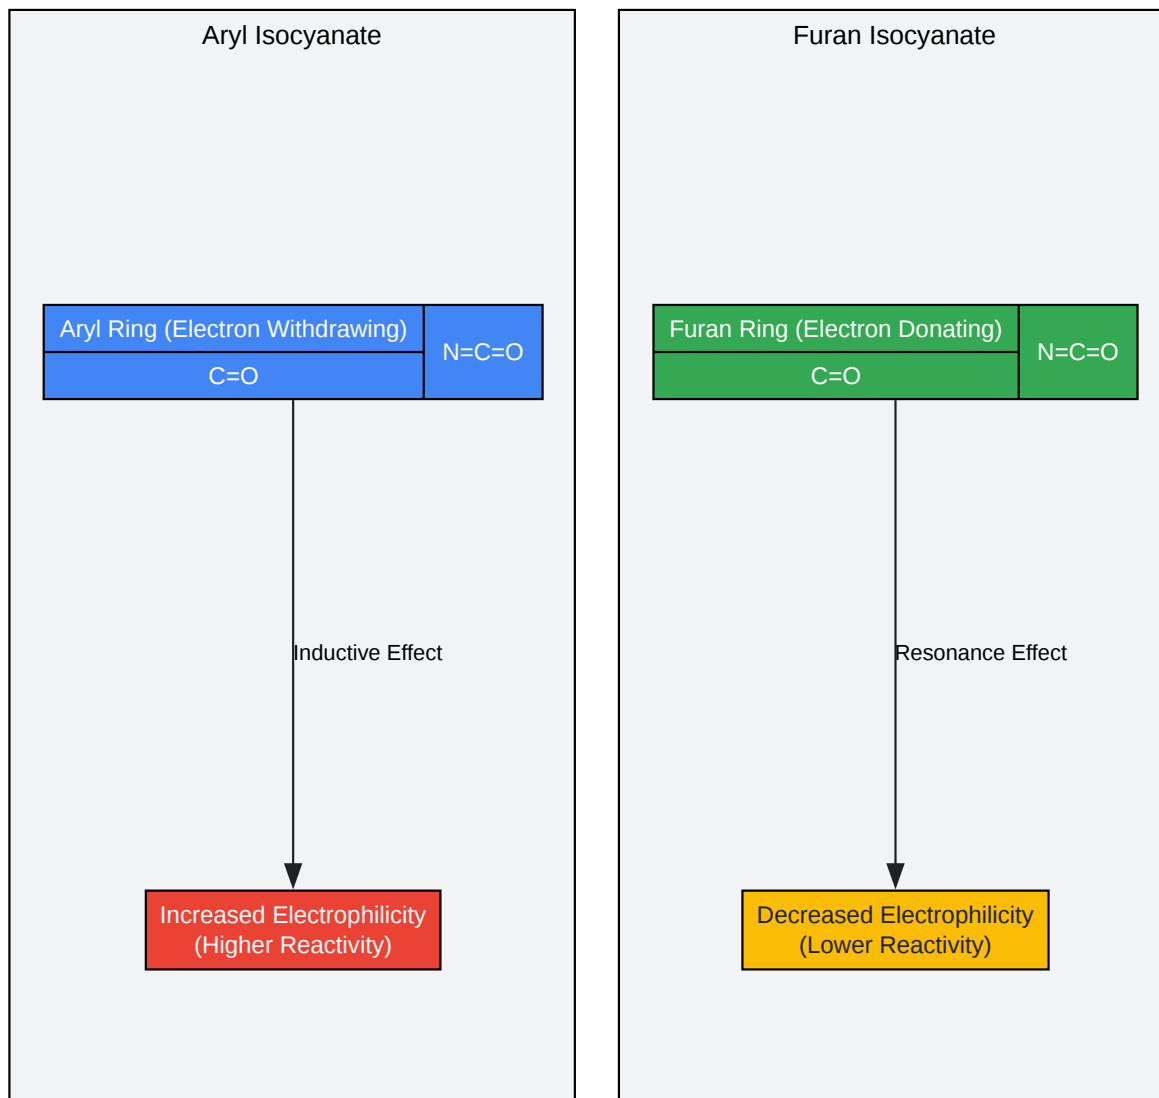 Aryl Isocyanate
Aryl Ring (Electron Withdrawing)
C=O
N=C=O
Inductive Effect
Increased Electrophilicity
(Higher Reactivity)
Furan Isocyanate
Furan Ring (Electron Donating)
C=O
N=C=O
Resonance Effect
Decreased Electrophilicity
(Lower Reactivity)